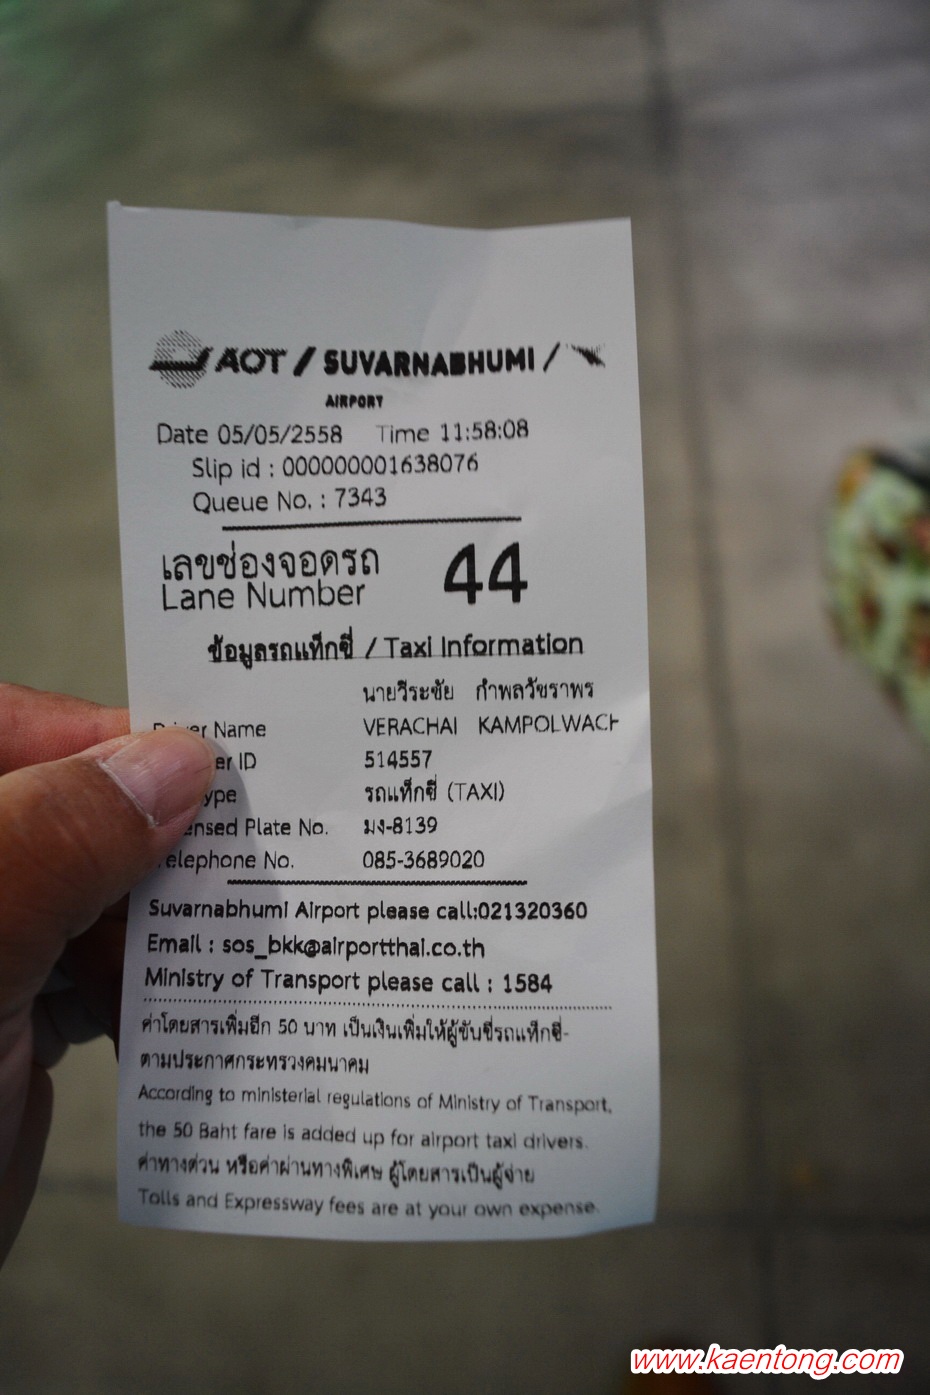 AOT / SUVARNABHUMI /
AIRPORT
Date 05/05/2558 Time 11:58:08
Slip id : 000000001638076
Queue No. : 7343
เลขช่องจอดรถ
Lane Number 44
ข้อมูลรถแท็กซี่ / Taxi Information
นายวีระชัย กำพลวัชราพร
Name VERACHAI KAMPOLWACH
ID 514557
รถแท็กซี่ (TAXI)
Plate No. มง-8139
elephone No. 085-3689020
Suvarnabhumi Airport please call:021320360
Email : sos_bkk@airportthai.co.th
Ministry of Transport please call : 1584
ค่าโดยสารเพิ่มอีก 50 บาท เป็นเงินเพิ่มให้ผู้ขับขี่รถแท็กซี่-
ตามประกาศกระทรวงคมนาคม
According to ministerial regulations of Ministry of Transport,
the 50 Baht fare is added up for airport taxi drivers.
ค่าทางด่วน หรือค่าผ่านทางพิเศษ ผู้โดยสารเป็นผู้จ่าย
Tolls and Expressway fees are at your own expense.
www.kaentong.com